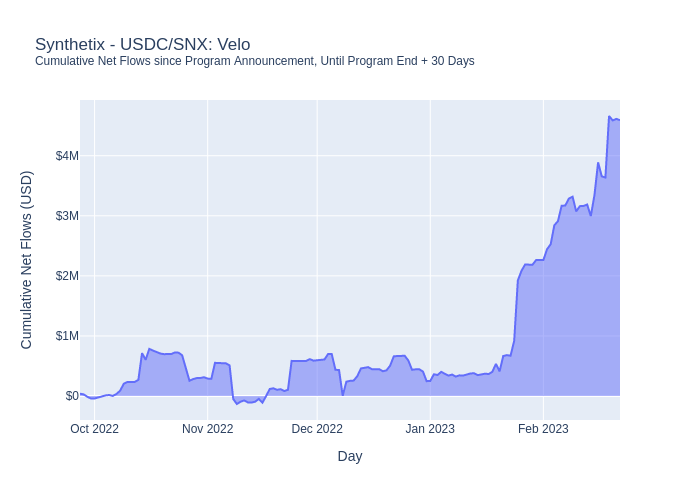 Synthetix - USDC/SNX: Velo
Cumulative Net Flows since Program Announcement, Until Program End + 30 Days
Cumulative Net Flows (USD)
$4M
$3M
$2M
$1M
$0
Oct 2022
Nov 2022
Dec 2022
Jan 2023
Feb 2023
Day